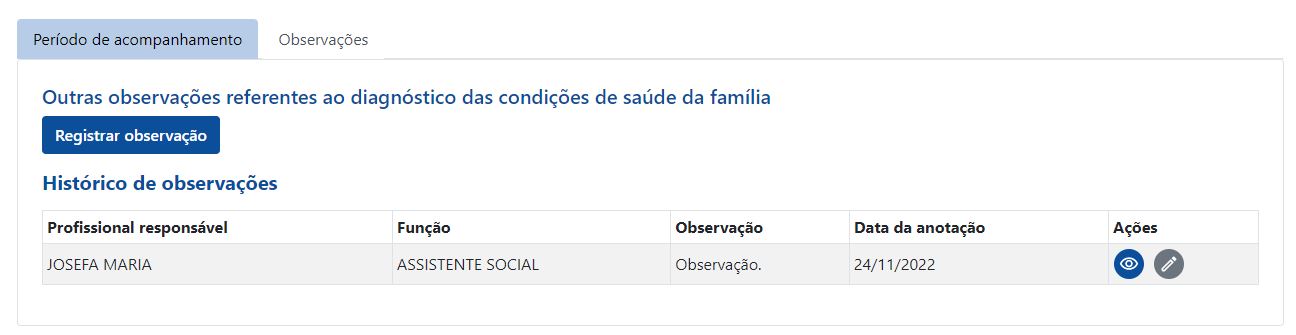 Período de acompanhamento Observações
Outras observações referentes ao diagnóstico das condições de saúde da família
Registrar observação
Histórico de observações
Profissional responsável Função Observação Data da anotação Ações
JOSEFA MARIA ASSISTENTE SOCIAL Observação. 24/11/2022